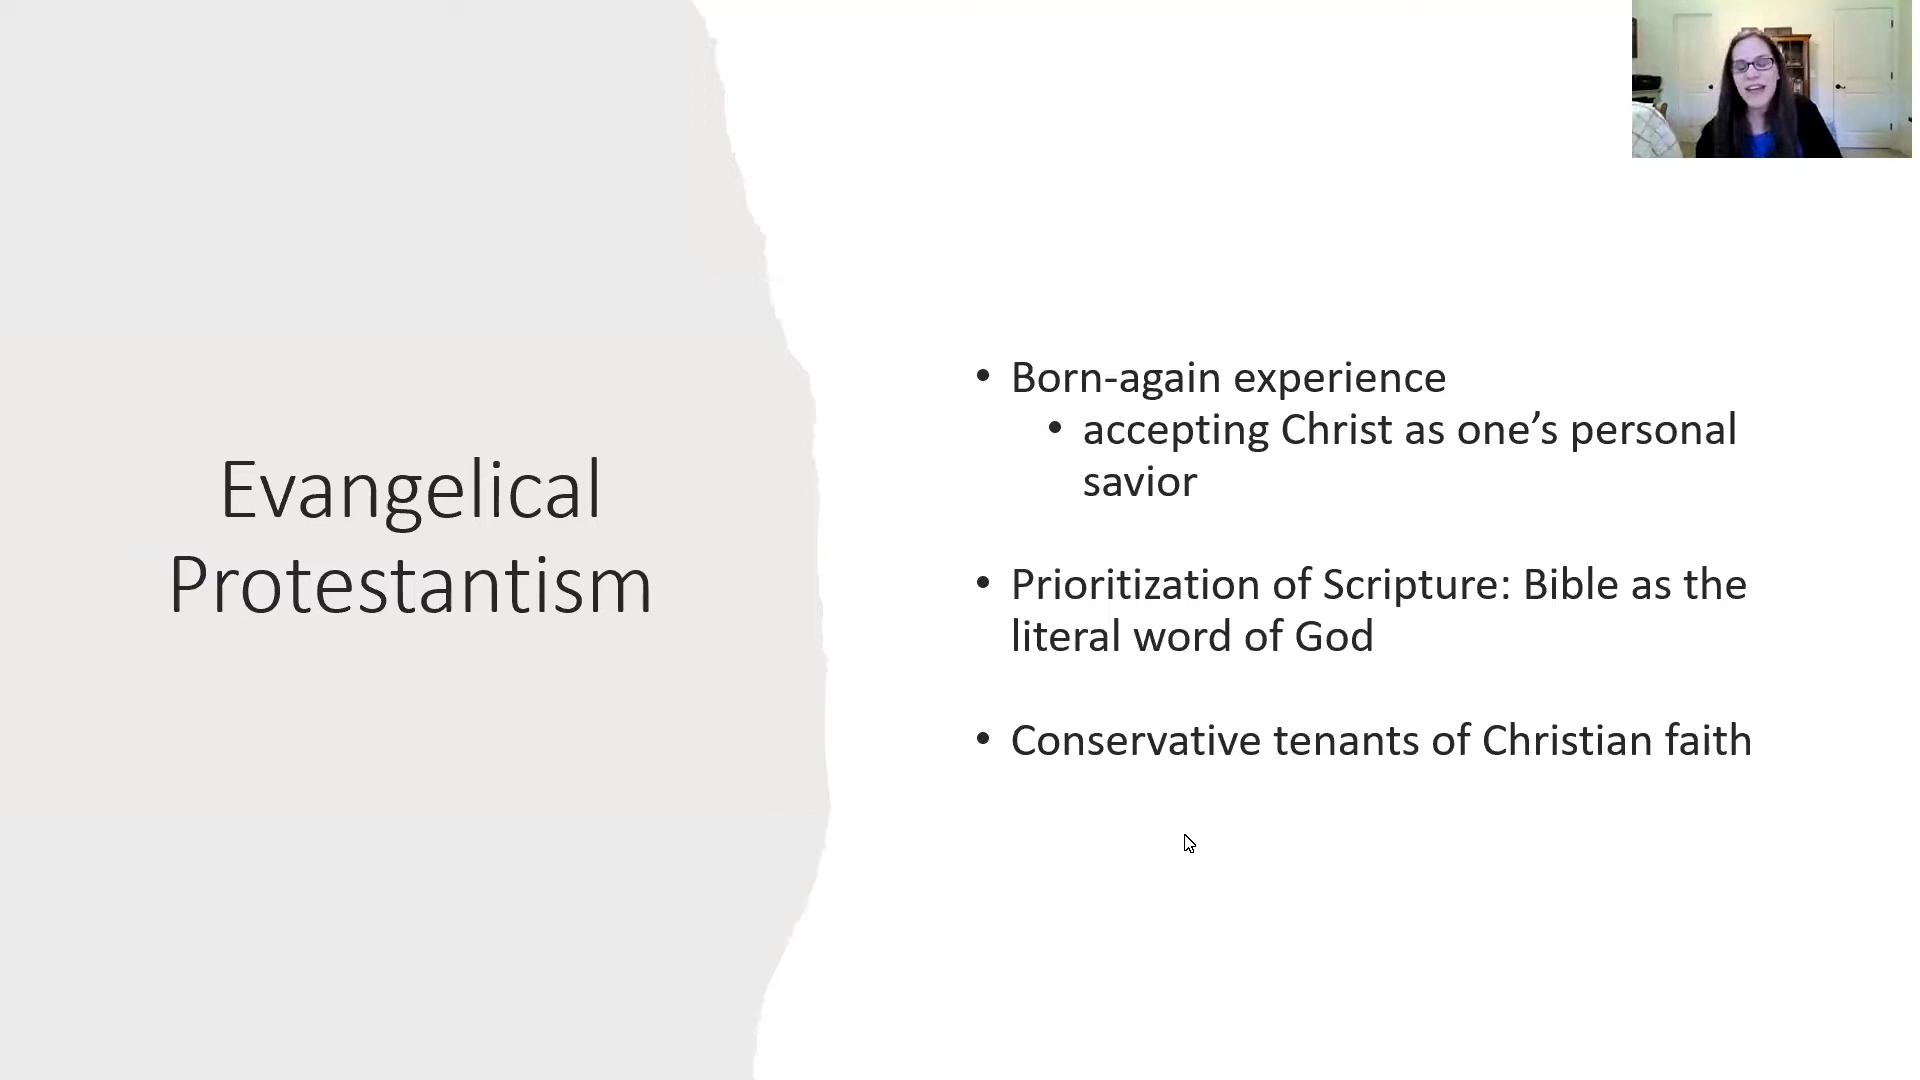 Evangelical
Protestantism
• Born-again experience
• accepting Christ as one’s personal
savior
• Prioritization of Scripture: Bible as the
literal word of God
• Conservative tenants of Christian faith